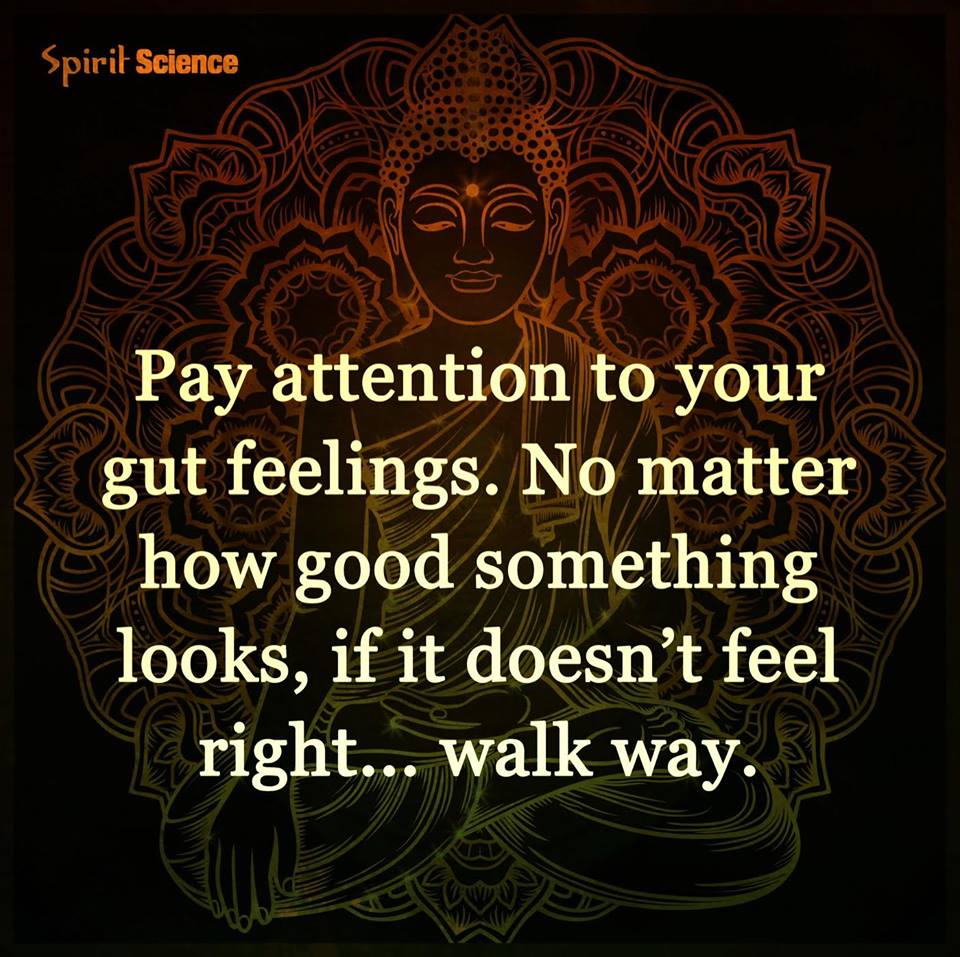 Spirit Science
Pay attention to your
gut feelings. No matter
how good something
looks, if it doesn’t feel
right... walk way.